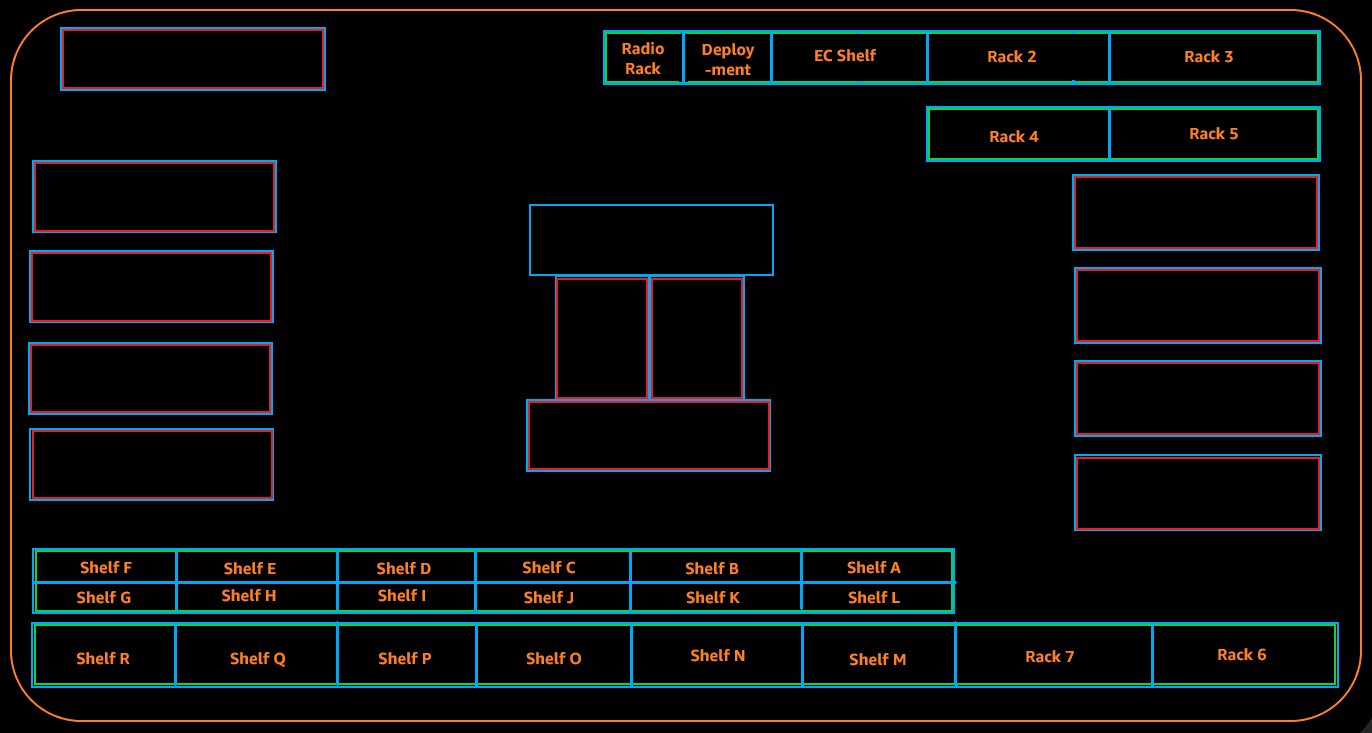 Radio
Rack
Deploy
-ment
EC Shelf
Rack 2
Rack 3
Rack 4
Rack 5
Shelf F
Shelf E
Shelf D
Shelf C
Shelf B
Shelf A
Shelf G
Shelf H
Shelf I
Shelf J
Shelf K
Shelf L
Shelf R
Shelf Q
Shelf P
Shelf O
Shelf N
Shelf M
Rack 7
Rack 6